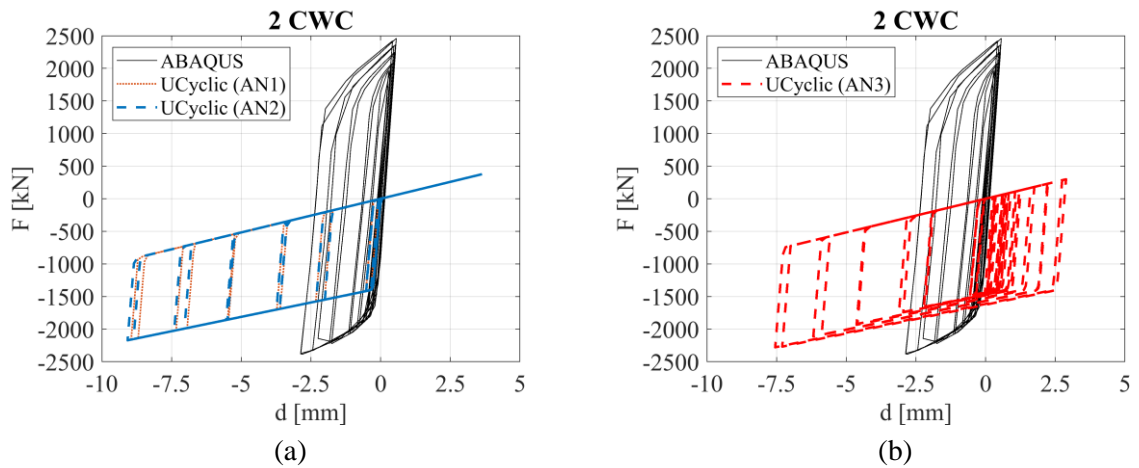 2 CWC
2500
2000
1500
1000
500
0
-500
-1000
-1500
-2000
-2500
F [kN]
ABAQUS
UCyclic (AN1)
UCyclic (AN2)
-10 -7.5 -5 -2.5 0 2.5 5
d [mm]
(a)
2 CWC
2500
2000
1500
1000
500
0
-500
-1000
-1500
-2000
-2500
F [kN]
ABAQUS
UCyclic (AN3)
-10 -7.5 -5 -2.5 0 2.5 5
d [mm]
(b)